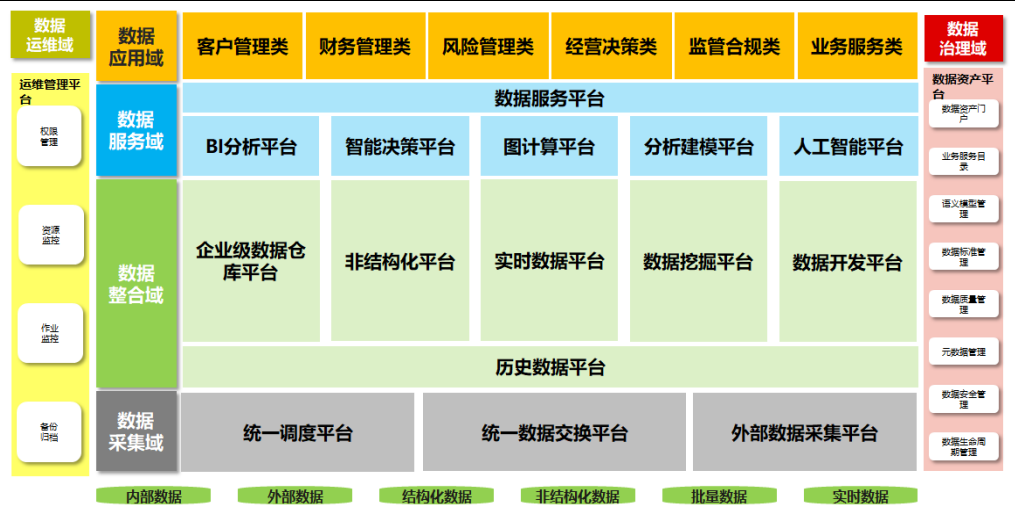 数据
运维域
运维管理平
台
权限
管理
资源
监控
作业
监控
备份
归档
数据
应用域
客户管理类
财务管理类
风险管理类
经营决策类
监管合规类
业务服务类
数据
服务域
数据服务平台
BI分析平台
智能决策平台
图计算平台
分析建模平台
人工智能平台
数据
整合域
企业级数据仓
库平台
非结构化平台
实时数据平台
数据挖掘平台
数据开发平台
历史数据平台
数据
采集域
统一调度平台
统一数据交换平台
外部数据采集平台
内部数据
外部数据
结构化数据
非结构化数据
批量数据
实时数据
数据
治理域
数据资产平
台
数据资产门
户
业务服务目
录
语义模型管
理
数据标准管
理
数据质量管
理
元数据管理
数据安全管
理
数据生命周
期管理